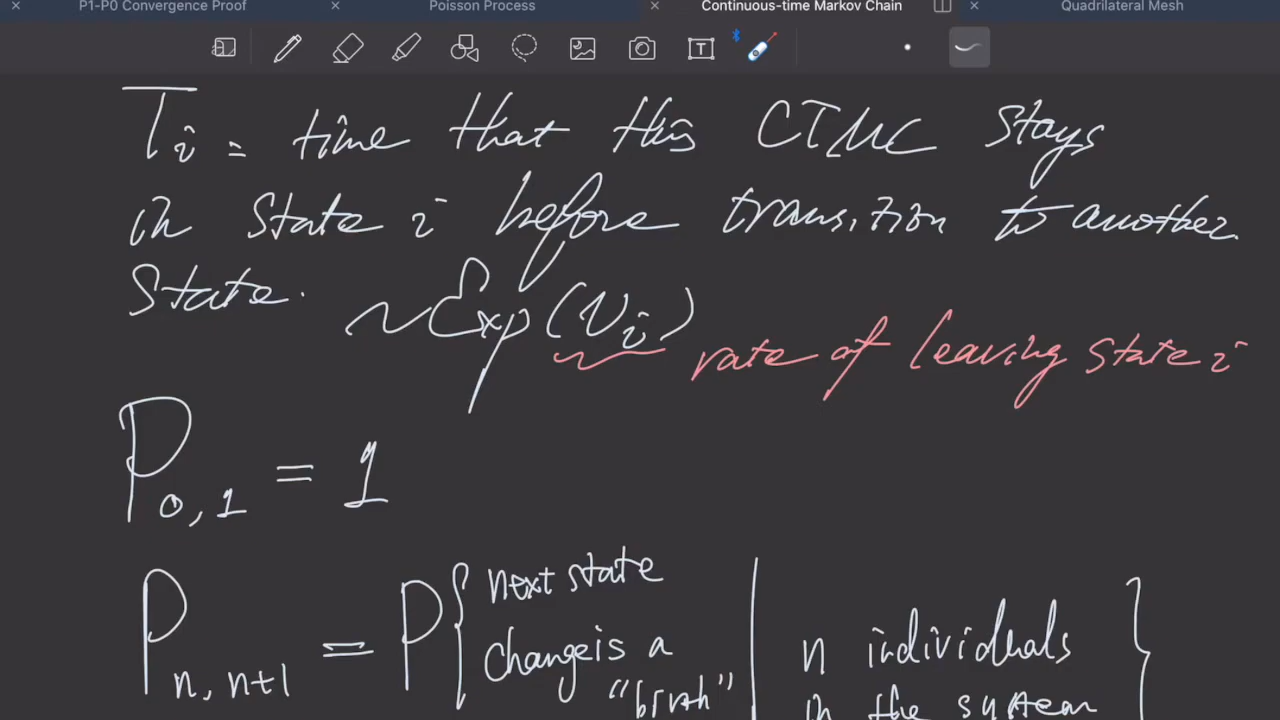 P1-P0 Convergence Proof Poisson Process Continuous-time Markov Chain Quadrilateral Mesh
T
Ti = time that this CTMC stays
in state i before transition to another
state. ~ Exp (νi)
rate of leaving state i
P0,1 = 1
Pn, n+1 = P { next state
change is a
"birth" | n individuals
in the system }